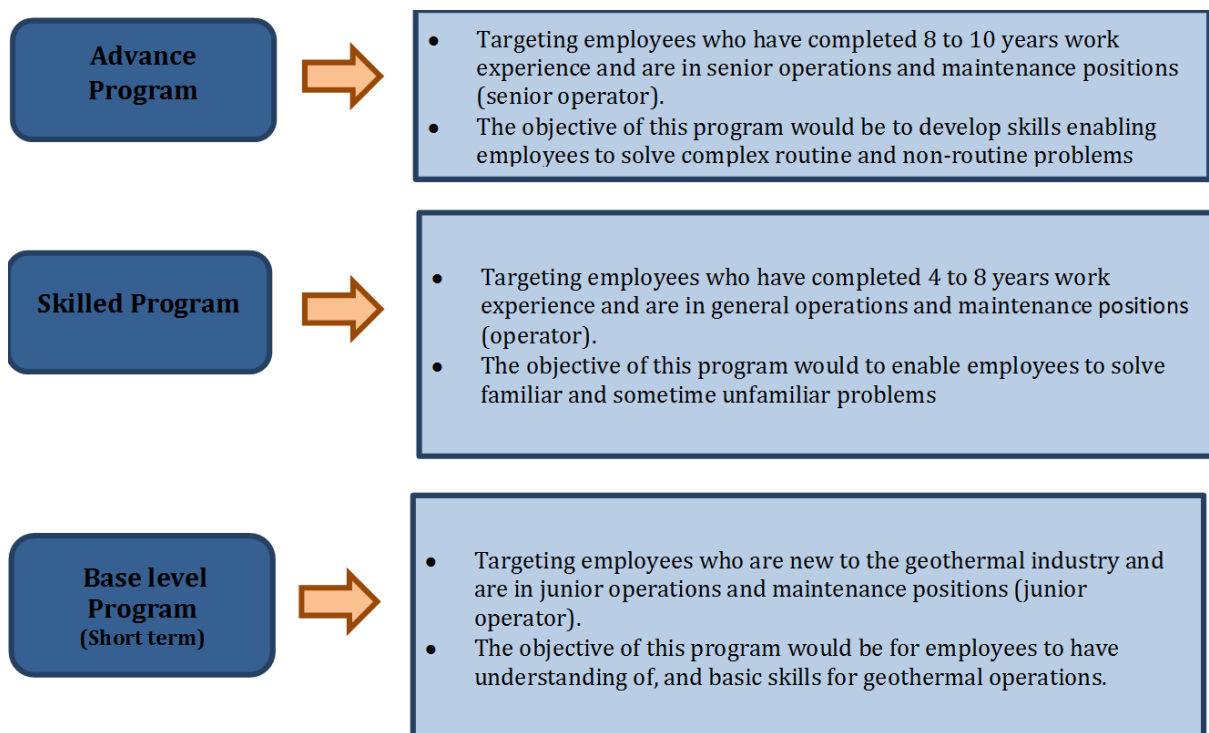 Advance
Program
• Targeting employees who have completed 8 to 10 years work
experience and are in senior operations and maintenance positions
(senior operator).
• The objective of this program would be to develop skills enabling
employees to solve complex routine and non-routine problems
Skilled Program
• Targeting employees who have completed 4 to 8 years work
experience and are in general operations and maintenance positions
(operator).
• The objective of this program would to enable employees to solve
familiar and sometime unfamiliar problems
Base level
Program
(Short term)
• Targeting employees who are new to the geothermal industry and
are in junior operations and maintenance positions (junior
operator).
• The objective of this program would be for employees to have
understanding of, and basic skills for geothermal operations.